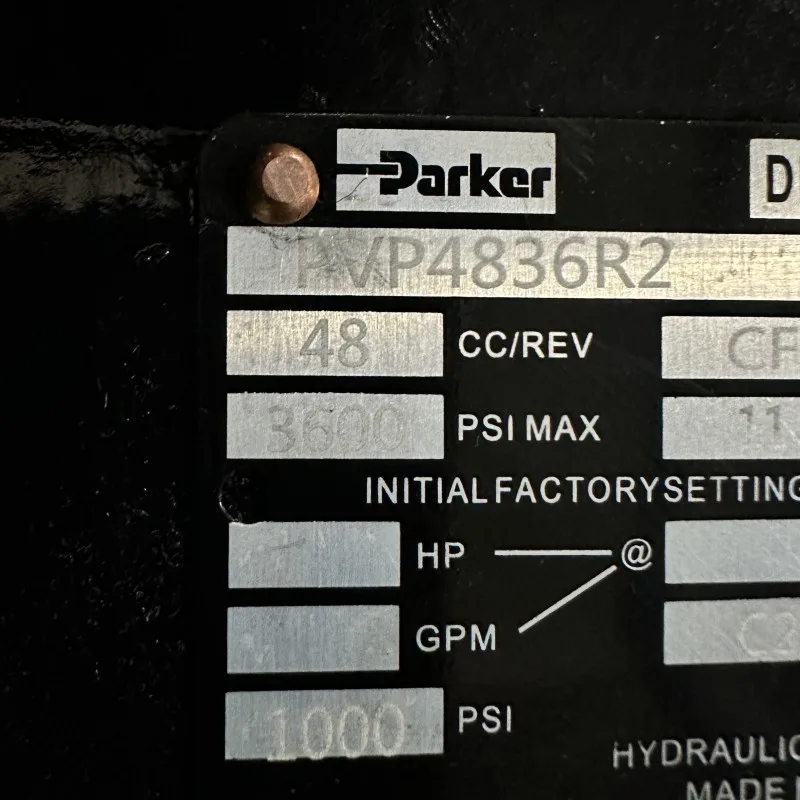 Parker D
PVP4836R2
48 CC/REV CF
3600 PSI MAX 11
INITIAL FACTORY SETTING
HP @
GPM C2
1000 PSI
HYDRAULIC
MADE